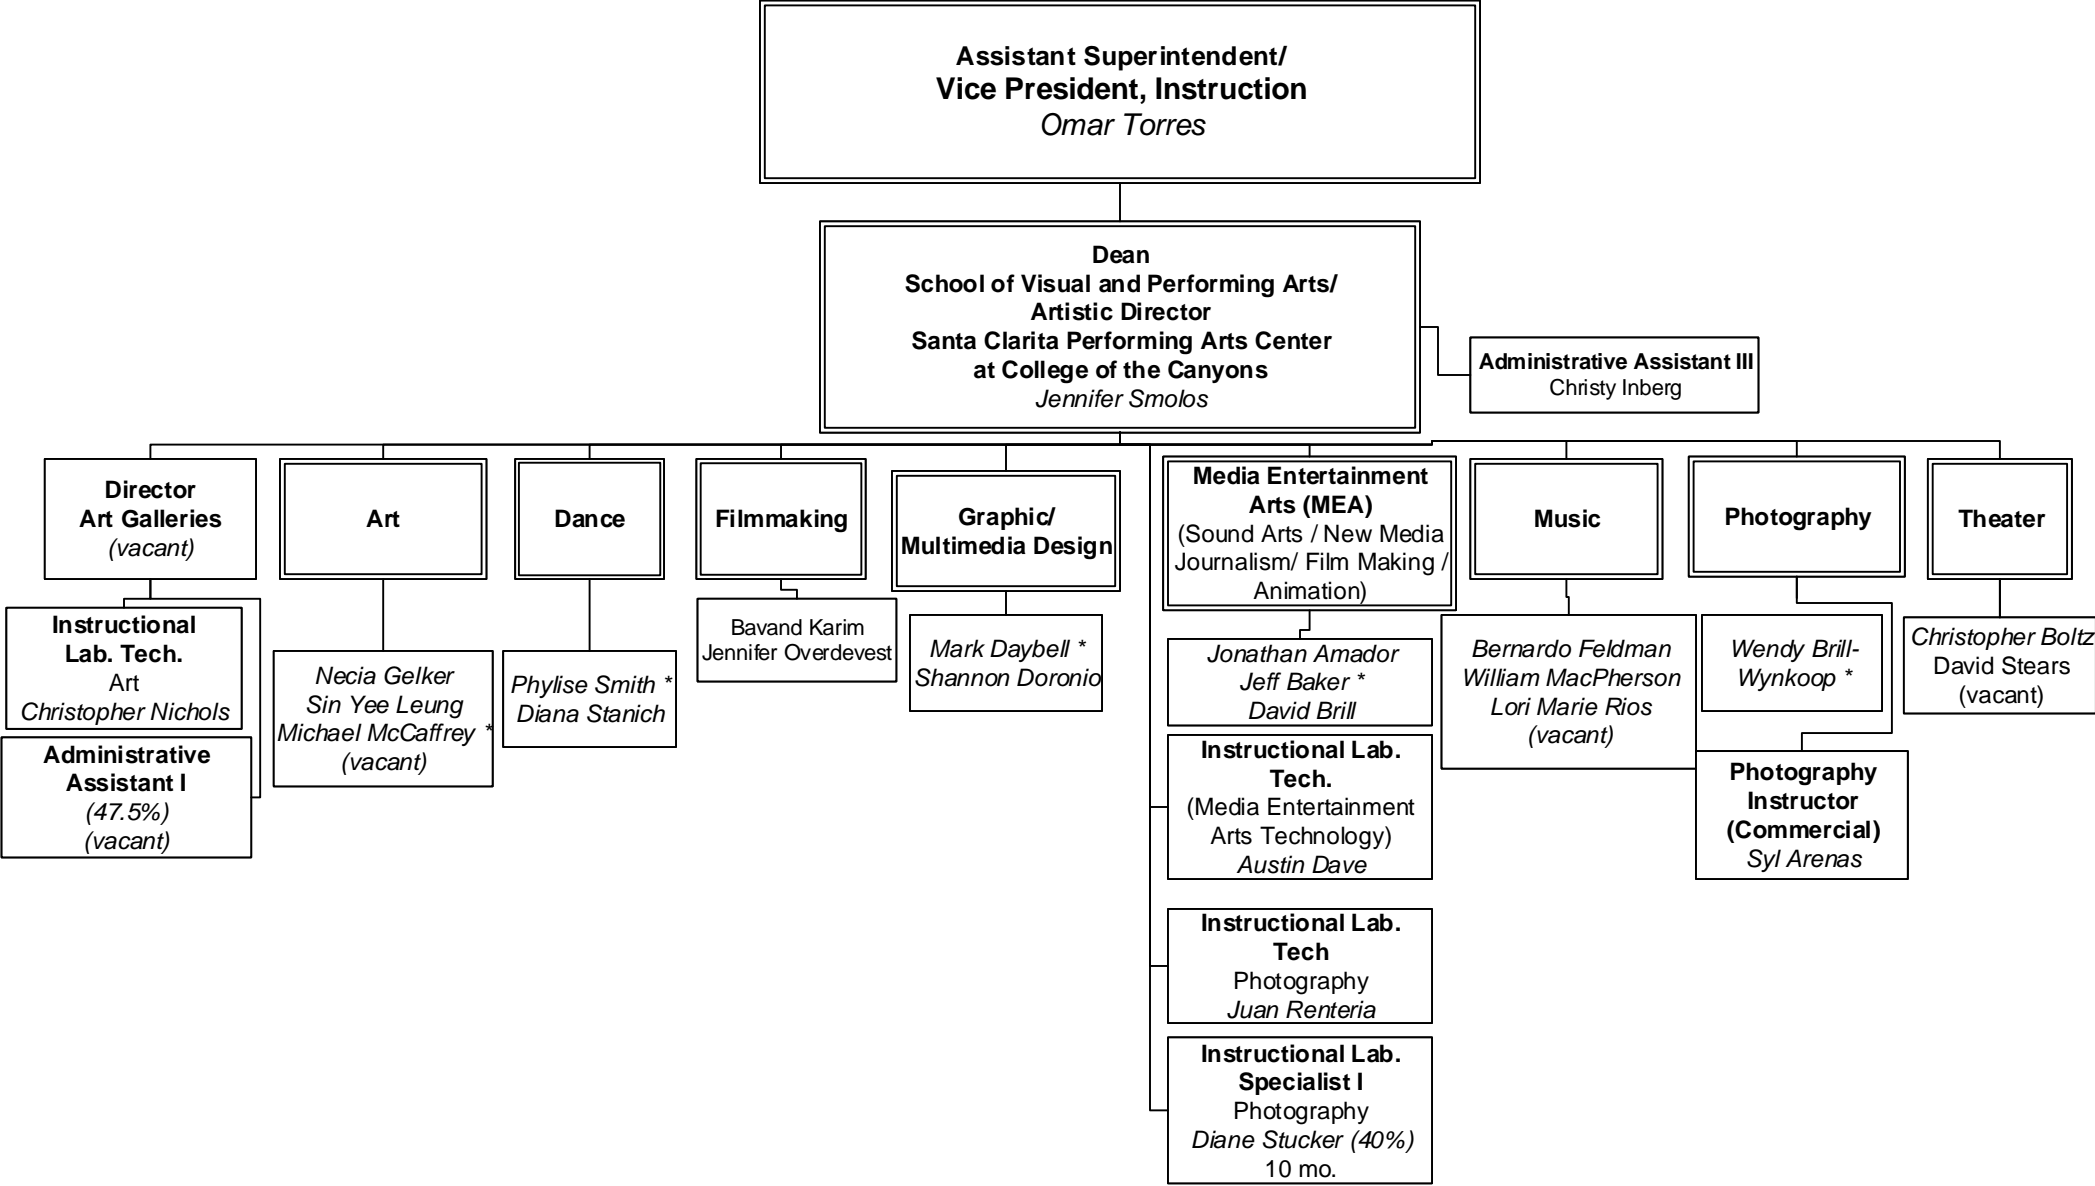 Assistant Superintendent/
Vice President, Instruction
Omar Torres
Dean
School of Visual and Performing Arts/
Artistic Director
Santa Clarita Performing Arts Center
at College of the Canyons
Jennifer Smolos
Administrative Assistant III
Christy Inberg
Director
Art Galleries
(vacant)
Instructional
Lab. Tech.
Art
Christopher Nichols
Administrative
Assistant I
(47.5%)
(vacant)
Art
Necia Gelker
Sin Yee Leung
Michael McCaffrey *
(vacant)
Dance
Phylise Smith *
Diana Stanich
Filmmaking
Bavand Karim
Jennifer Overdevest
Graphic/
Multimedia Design
Mark Daybell *
Shannon Doronio
Media Entertainment
Arts (MEA)
(Sound Arts / New Media
Journalism/ Film Making /
Animation)
Jonathan Amador
Jeff Baker *
David Brill
Instructional Lab.
Tech.
(Media Entertainment
Arts Technology)
Austin Dave
Instructional Lab.
Tech
Photography
Juan Renteria
Instructional Lab.
Specialist I
Photography
Diane Stucker (40%)
10 mo.
Music
Bernardo Feldman
William MacPherson
Lori Marie Rios
(vacant)
Photography
Wendy Brill-
Wynkoop *
Photography
Instructor
(Commercial)
Syl Arenas
Theater
Christopher Boltz
David Stears
(vacant)